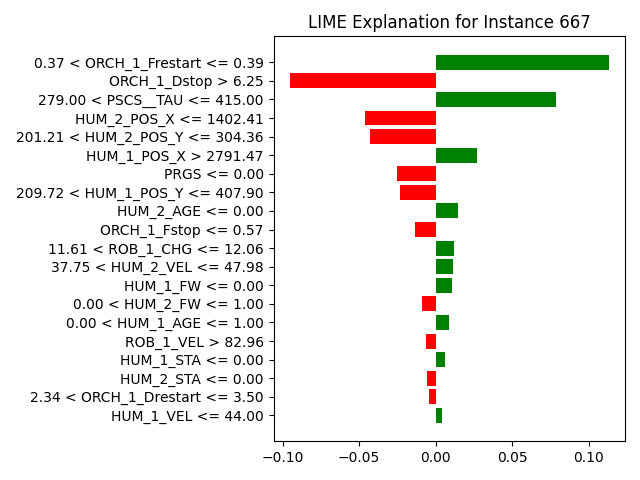 LIME Explanation for Instance 667
0.37 < ORCH_1_Frestart <= 0.39
ORCH_1_Dstop > 6.25
279.00 < PSCS__TAU <= 415.00
HUM_2_POS_X <= 1402.41
201.21 < HUM_2_POS_Y <= 304.36
HUM_1_POS_X > 2791.47
PRGS <= 0.00
209.72 < HUM_1_POS_Y <= 407.90
HUM_2_AGE <= 0.00
ORCH_1_Fstop <= 0.57
11.61 < ROB_1_CHG <= 12.06
37.75 < HUM_2_VEL <= 47.98
HUM_1_FW <= 0.00
0.00 < HUM_2_FW <= 1.00
0.00 < HUM_1_AGE <= 1.00
ROB_1_VEL > 82.96
HUM_1_STA <= 0.00
HUM_2_STA <= 0.00
2.34 < ORCH_1_Drestart <= 3.50
HUM_1_VEL <= 44.00
−0.10 −0.05 0.00 0.05 0.10